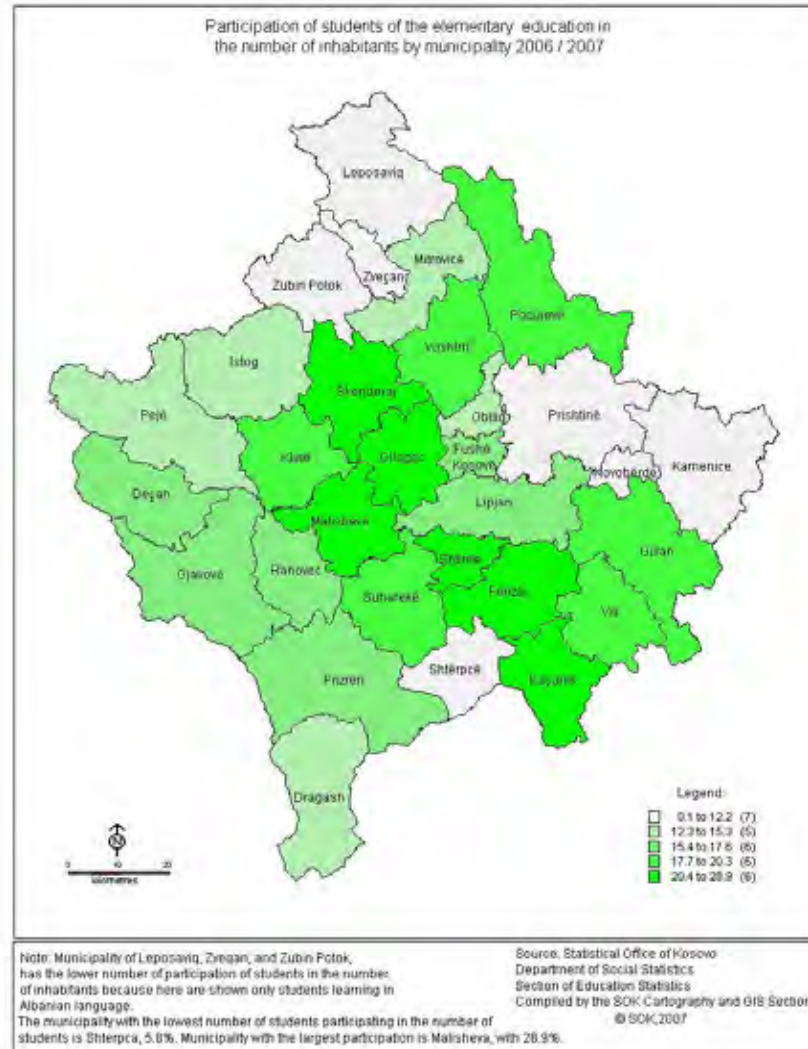 Participation of students of the elementary education in
the number of inhabitants by municipality 2006 / 2007
Leposaviq
Mitrovicë
Zveçan
Zubin Potok
Podujevë
Vushtrri
Istog
Skenderaj
Pejë
Obiliq
Prishtinë
Kamenice
Klinë
Gllogoc
Fushë
Kosovë
Novobërdë
Deçan
Lipjan
Malishevë
Gjilan
Gjakovë
Rahovec
Shtime
Ferizaj
Suharekë
Viti
Shtërpcë
Prizren
Kaçanik
Dragash
Legend:
0.1 to 12.2 (7)
12.3 to 15.3 (5)
15.4 to 17.6 (6)
17.7 to 20.3 (6)
20.4 to 28.9 (6)
N
0 10 20
kilometres
Note: Municipality of Leposaviq, Zveqan, and Zubin Potok,
has the lower number of participation of students in the number
of inhabitants because here are shown only students learning in
Albanian language.
The municipality with the lowest number of students participating in the number of
students is Shterpca, 5.8%. Municipality with the largest participation is Malisheva, with 28.9%.
Source: Statistical Office of Kosovo
Department of Social Statistics
Section of Education Statistics
Compiled by the SOK Cartography and GIS Section
© SOK,2007